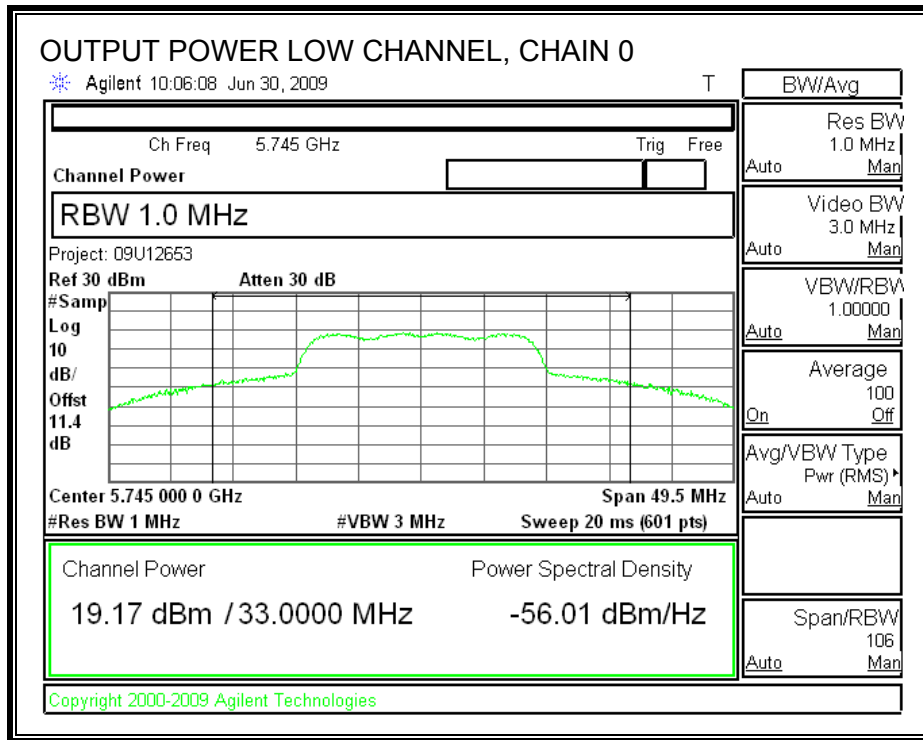 OUTPUT POWER LOW CHANNEL, CHAIN 0
Agilent 10:06:08 Jun 30, 2009 T
Ch Freq 5.745 GHz Trig Free
Channel Power
RBW 1.0 MHz
Project: 09U12653
Ref 30 dBm Atten 30 dB
#Samp
Log
10
dB/
Offst
11.4
dB
Center 5.745 000 0 GHz Span 49.5 MHz
#Res BW 1 MHz #VBW 3 MHz Sweep 20 ms (601 pts)
Channel Power Power Spectral Density
19.17 dBm / 33.0000 MHz -56.01 dBm/Hz
Copyright 2000-2009 Agilent Technologies
BW/Avg
Res BW
1.0 MHz
Auto Man
Video BW
3.0 MHz
Auto Man
VBW/RBW
1.00000
Auto Man
Average
100
On Off
Avg/VBW Type
Pwr (RMS)
Auto Man
Span/RBW
106
Auto Man